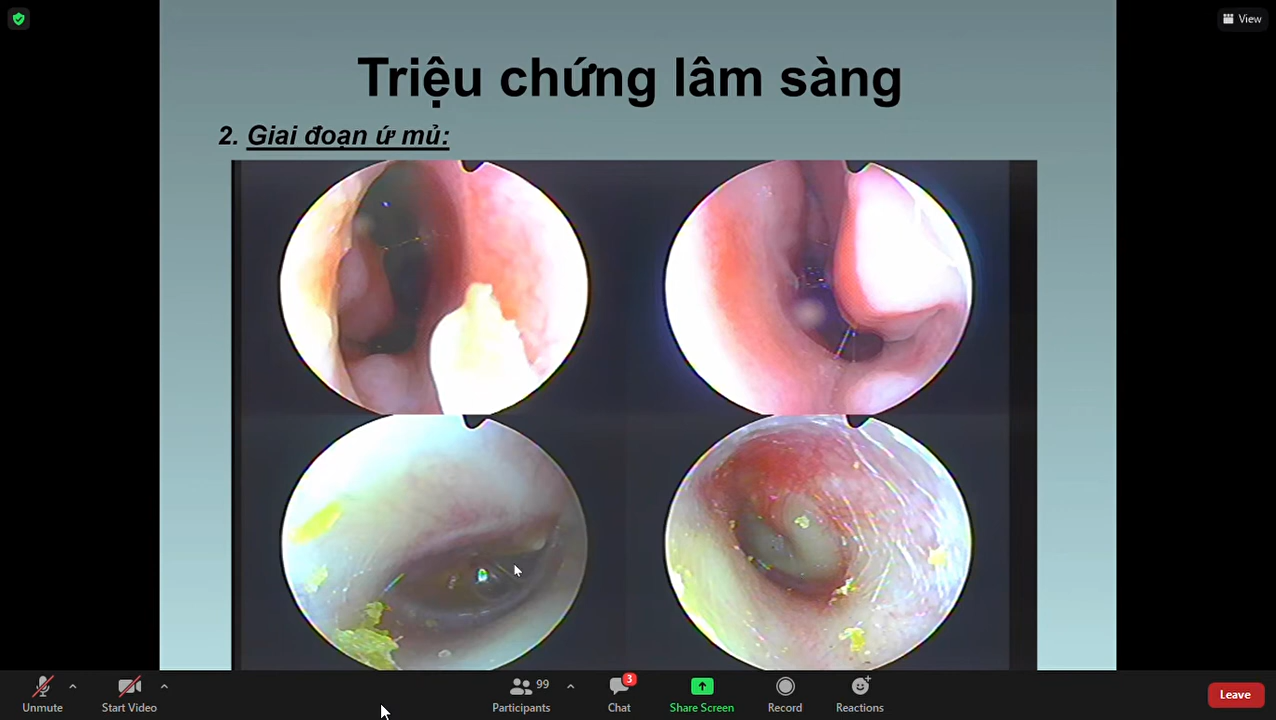 View
Triệu chứng lâm sàng
2. Giai đoạn ứ mủ:
99
3
Unmute
Start Video
Participants
Chat
Share Screen
Record
Reactions
Leave